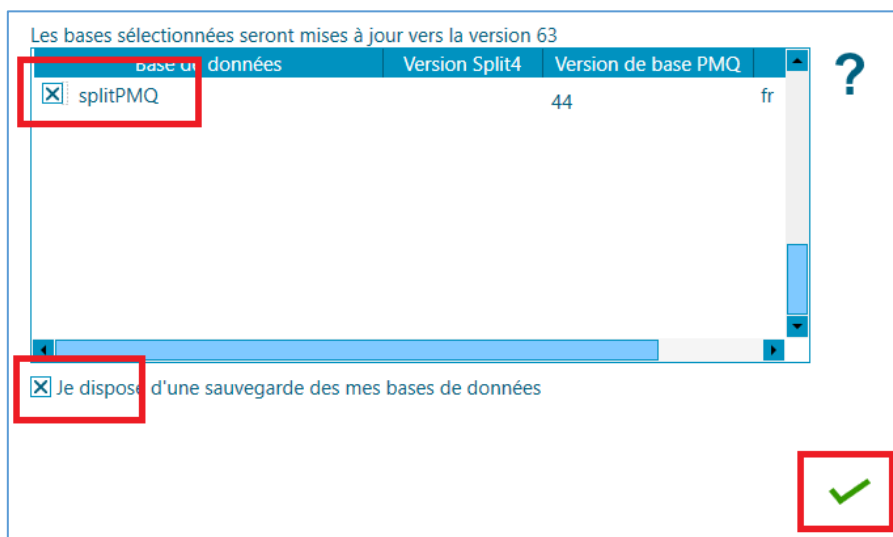 Les bases sélectionnées seront mises à jour vers la version 63
Base de données Version Split4 Version de base PMQ
splitPMQ 44 fr
?
Je dispose d'une sauvegarde des mes bases de données